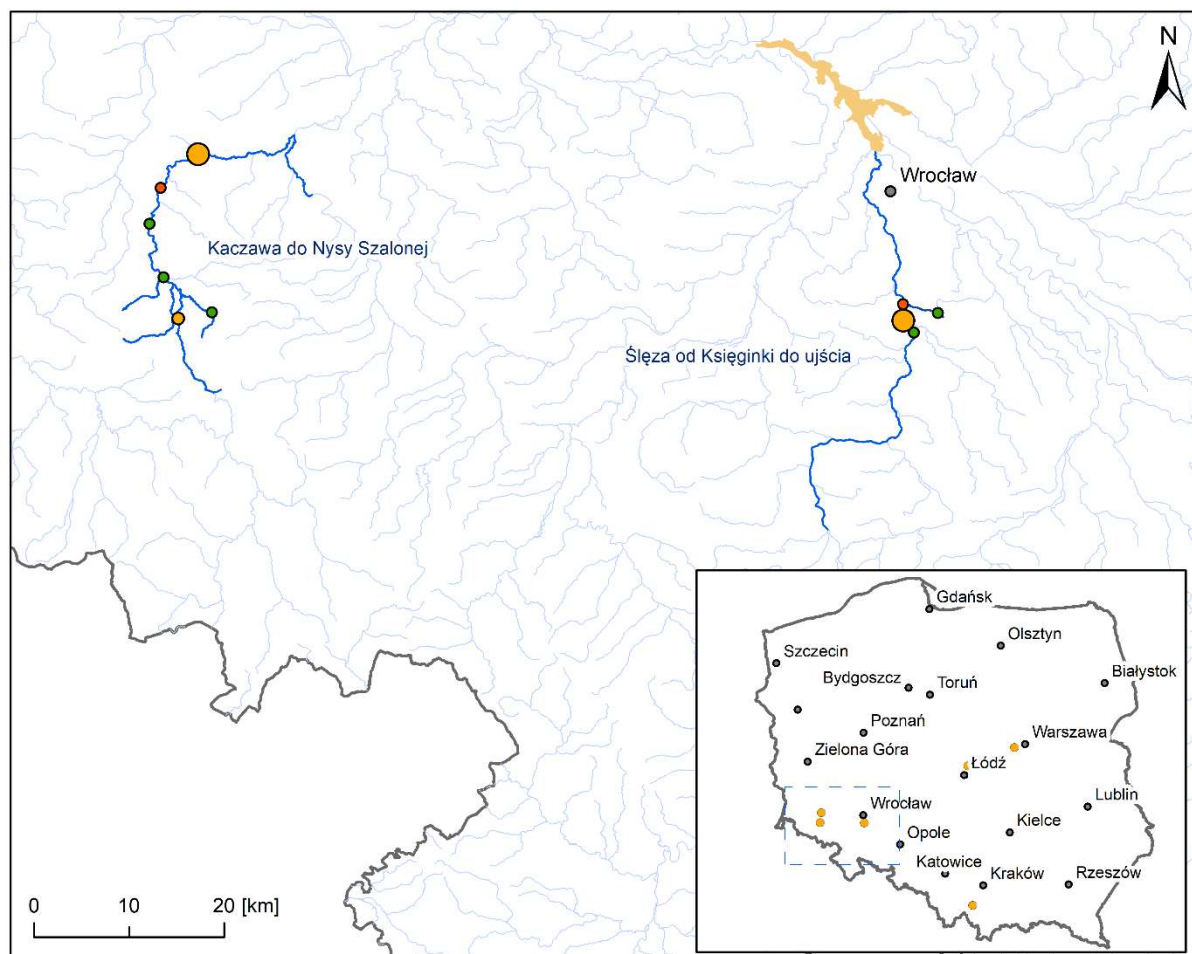 N
Wrocław
Kaczawa do Nysy Szalonej
Ślęza od Księginki do ujścia
Gdańsk
Olsztyn
Szczecin
Białystok
Bydgoszcz
Toruń
Poznań
Warszawa
Zielona Góra
Łódź
Lublin
Wrocław
Kielce
Opole
Katowice
Kraków
Rzeszów
0 10 20 [km]